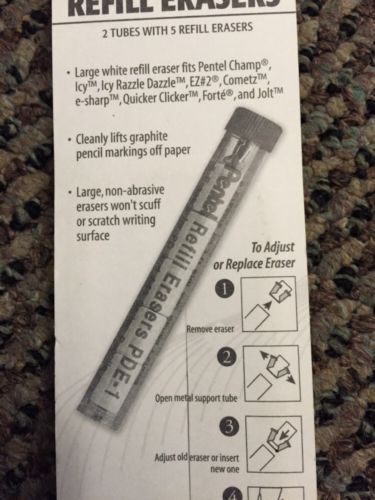 REFILL ERASERS
2 TUBES WITH 5 REFILL ERASERS
• Large white refill eraser fits Pentel Champ®,
Icy™, Icy Razzle Dazzle™, EZ#2®, Cometz™,
e-sharp™, Quicker Clicker™, Forté®, and Jolt™
• Cleanly lifts graphite
pencil markings off paper
• Large, non-abrasive
erasers won't scuff
or scratch writing
surface
Pentel Refill Erasers PDE-1
To Adjust
or Replace Eraser
1
Remove eraser
2
Open metal support tube
3
Adjust old eraser or insert
new one
4